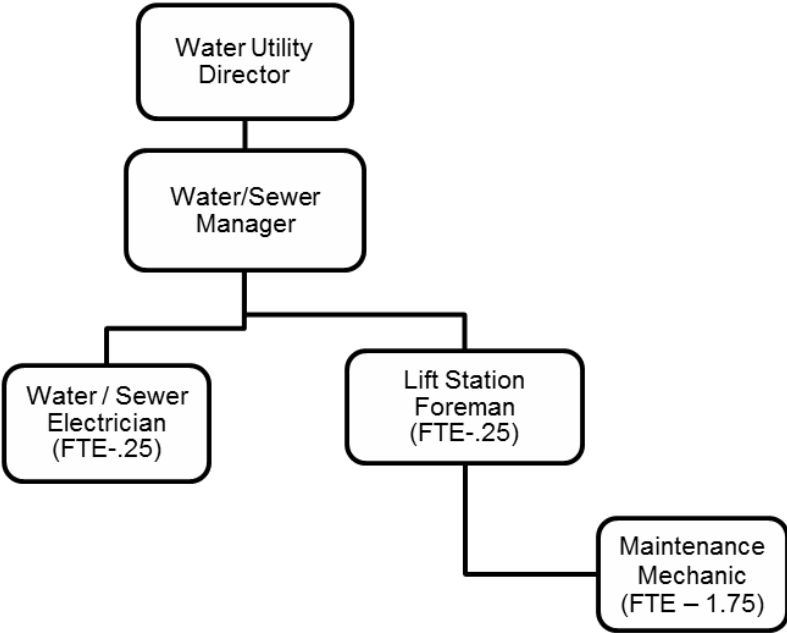 Water Utility
Director
Water/Sewer
Manager
Water / Sewer
Electrician
(FTE-.25)
Lift Station
Foreman
(FTE-.25)
Maintenance
Mechanic
(FTE – 1.75)